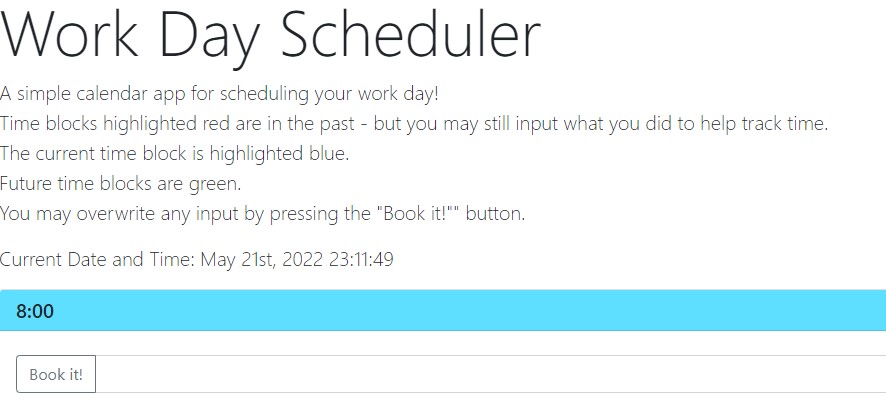 Work Day Scheduler
A simple calendar app for scheduling your work day!
Time blocks highlighted red are in the past - but you may still input what you did to help track time.
The current time block is highlighted blue.
Future time blocks are green.
You may overwrite any input by pressing the "Book it!"" button.
Current Date and Time: May 21st, 2022 23:11:49
8:00
Book it!